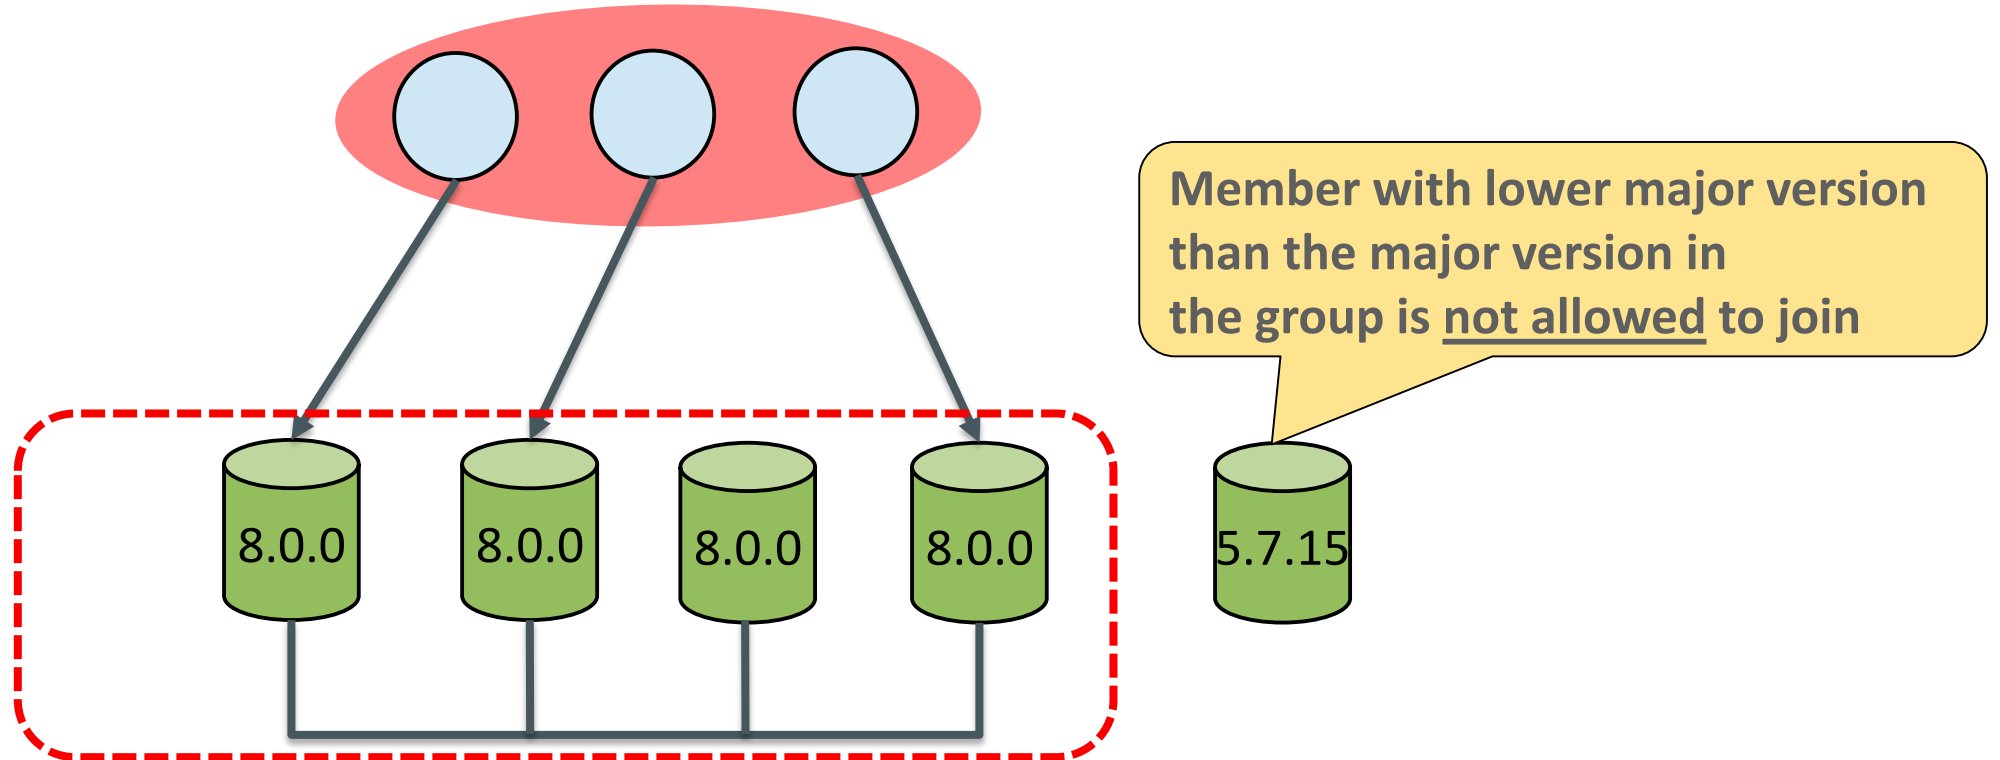 Member with lower major version
than the major version in
the group is not allowed to join
8.0.0
8.0.0
8.0.0
8.0.0
5.7.15